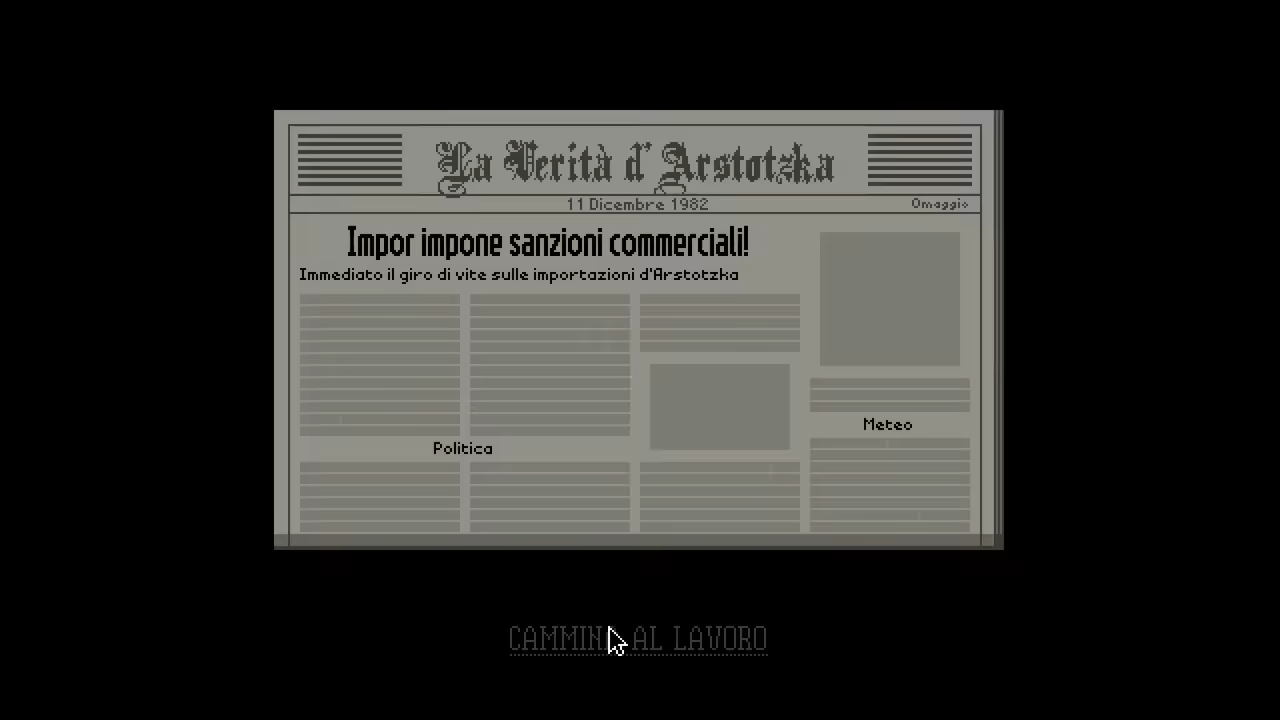 La Verità d'Arstotzka
11 Dicembre 1982
Omaggio
Impor impone sanzioni commerciali!
Immediato il giro di vite sulle importazioni d'Arstotzka
Politica
Meteo
CAMMINA AL LAVORO